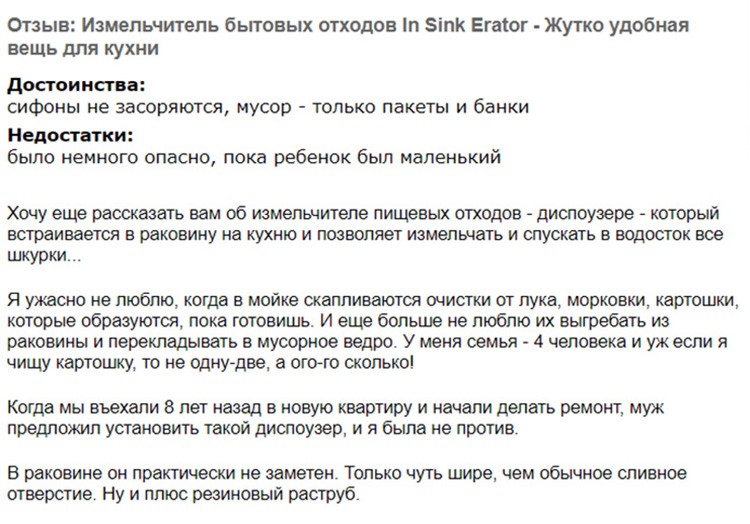 Отзыв: Измельчитель бытовых отходов In Sink Erator - Жутко удобная
вещь для кухни
Достоинства:
сифоны не засоряются, мусор - только пакеты и банки
Недостатки:
было немного опасно, пока ребенок был маленький
Хочу еще рассказать вам об измельчителе пищевых отходов - диспоузере - который
встраивается в раковину на кухню и позволяет измельчать и спускать в водосток все
шкурки...
Я ужасно не люблю, когда в мойке скапливаются очистки от лука, морковки, картошки,
которые образуются, пока готовишь. И еще больше не люблю их выгребать из
раковины и перекладывать в мусорное ведро. У меня семья - 4 человека и уж если я
чищу картошку, то не одну-две, а ого-го сколько!
Когда мы въехали 8 лет назад в новую квартиру и начали делать ремонт, муж
предложил установить такой диспоузер, и я была не против.
В раковине он практически не заметен. Только чуть шире, чем обычное сливное
отверстие. Ну и плюс резиновый раструб.